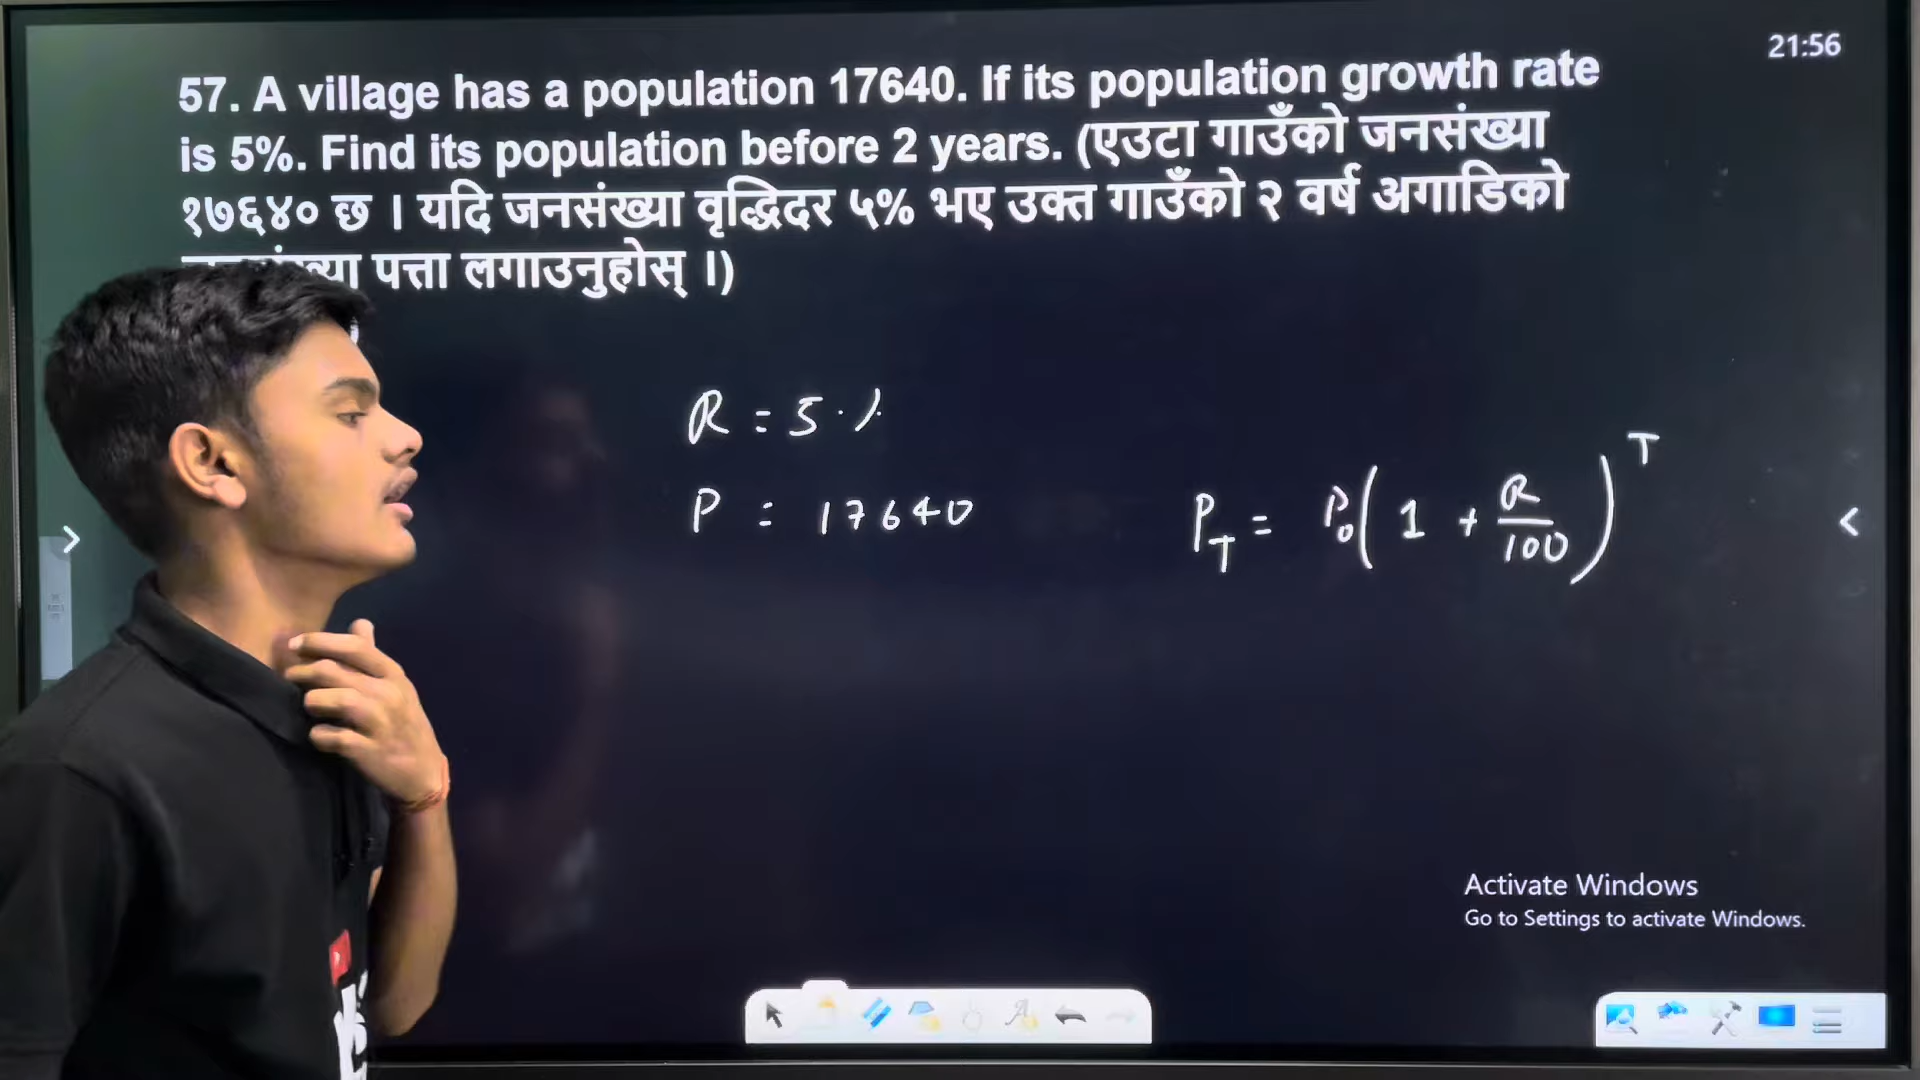 21:56
57. A village has a population 17640. If its population growth rate
is 5%. Find its population before 2 years. (एउटा गाउँको जनसंख्या
१७६४० छ । यदि जनसंख्या वृद्धिदर ५% भए उक्त गाउँको २ वर्ष अगाडिको
पत्ता लगाउनुहोस् ।)
R = 5%
P = 17640
P_T = P_0 ( 1 + R/100 )^T
Activate Windows
Go to Settings to activate Windows.